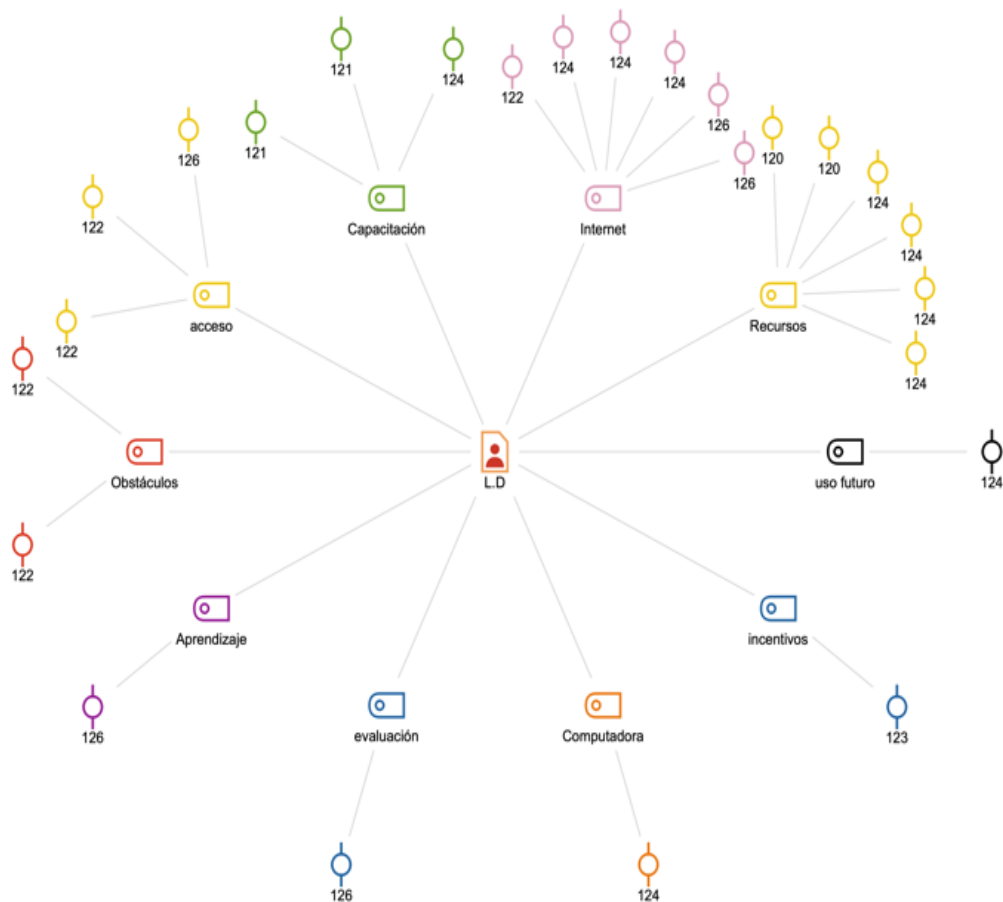 121
124
122
124
124
124
126
126
120
120
124
124
124
124
126
121
122
122
Capacitación
Internet
acceso
Recursos
122
122
Obstáculos
L.D
uso futuro
124
Aprendizaje
incentivos
126
evaluación
Computadora
123
126
124